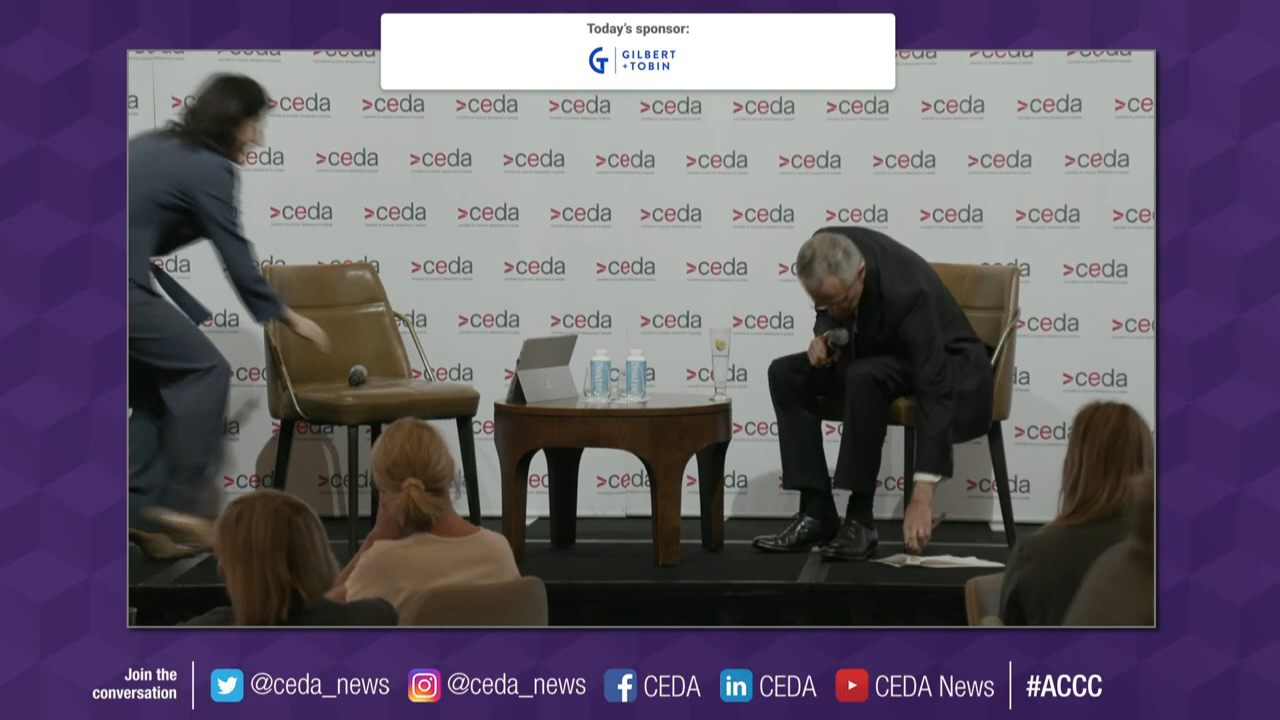 Today's sponsor:
GILBERT
+TOBIN
>ceda
Join the
conversation
@ceda_news
@ceda_news
CEDA
CEDA
CEDA News
#ACCC